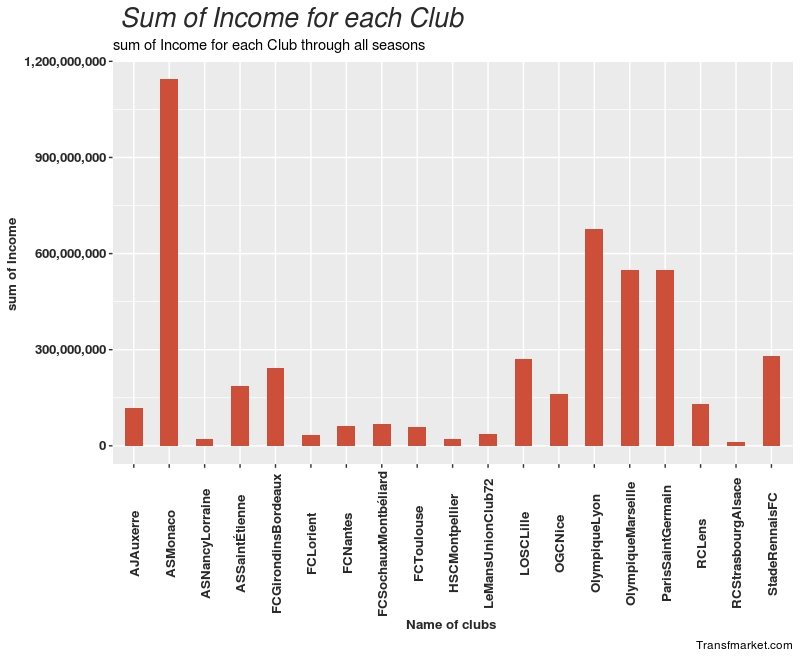 Sum of Income for each Club
sum of Income for each Club through all seasons
sum of Income
1,200,000,000
900,000,000
600,000,000
300,000,000
0
AJAuxerre
ASMonaco
ASNancyLorraine
ASSaintÉtienne
FCGirondinsBordeaux
FCLorient
FCNantes
FCSochauxMontbéliard
FCToulouse
HSCMontpellier
LeMansUnionClub72
LOSCLille
OGCNice
OlympiqueLyon
OlympiqueMarseille
ParisSaintGermain
RCLens
RCStrasbourgAlsace
StadeRennaisFC
Name of clubs
Transfmarket.com